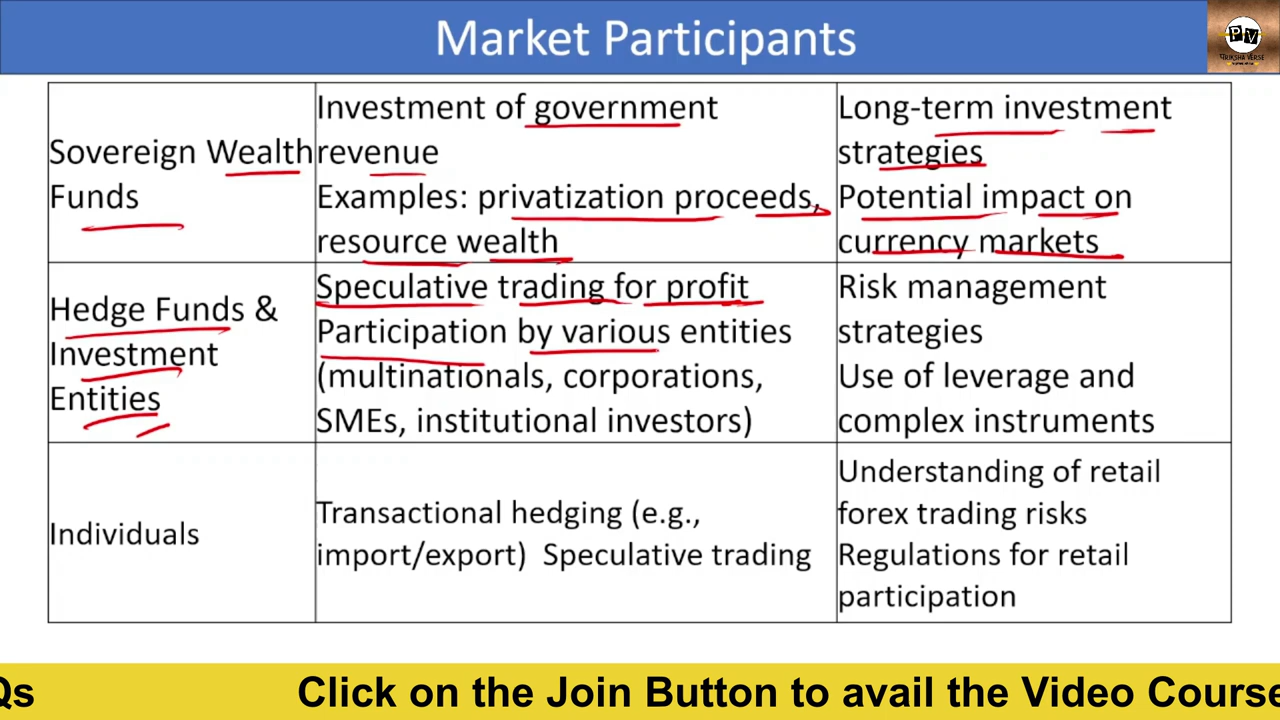 Market Participants
PV
परीक्षा VERSE
Sovereign Wealth
Funds
Investment of government
revenue
Examples: privatization proceeds,
resource wealth
Long-term investment
strategies
Potential impact on
currency markets
Hedge Funds &
Investment
Entities
Speculative trading for profit
Participation by various entities
(multinationals, corporations,
SMEs, institutional investors)
Risk management
strategies
Use of leverage and
complex instruments
Individuals
Transactional hedging (e.g.,
import/export) Speculative trading
Understanding of retail
forex trading risks
Regulations for retail
participation
Qs Click on the Join Button to avail the Video Course